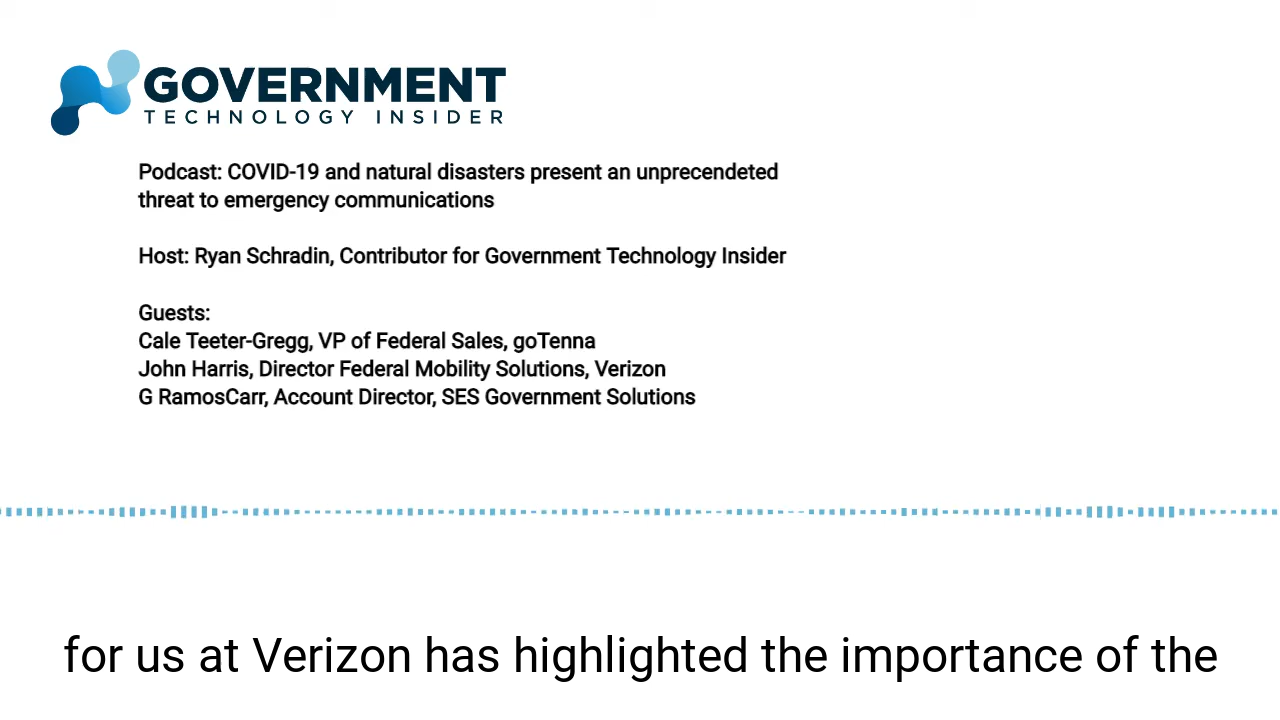 GOVERNMENT
TECHNOLOGY INSIDER
Podcast: COVID-19 and natural disasters present an unprecendeted
threat to emergency communications
Host: Ryan Schradin, Contributor for Government Technology Insider
Guests:
Cale Teeter-Gregg, VP of Federal Sales, goTenna
John Harris, Director Federal Mobility Solutions, Verizon
G RamosCarr, Account Director, SES Government Solutions
for us at Verizon has highlighted the importance of the